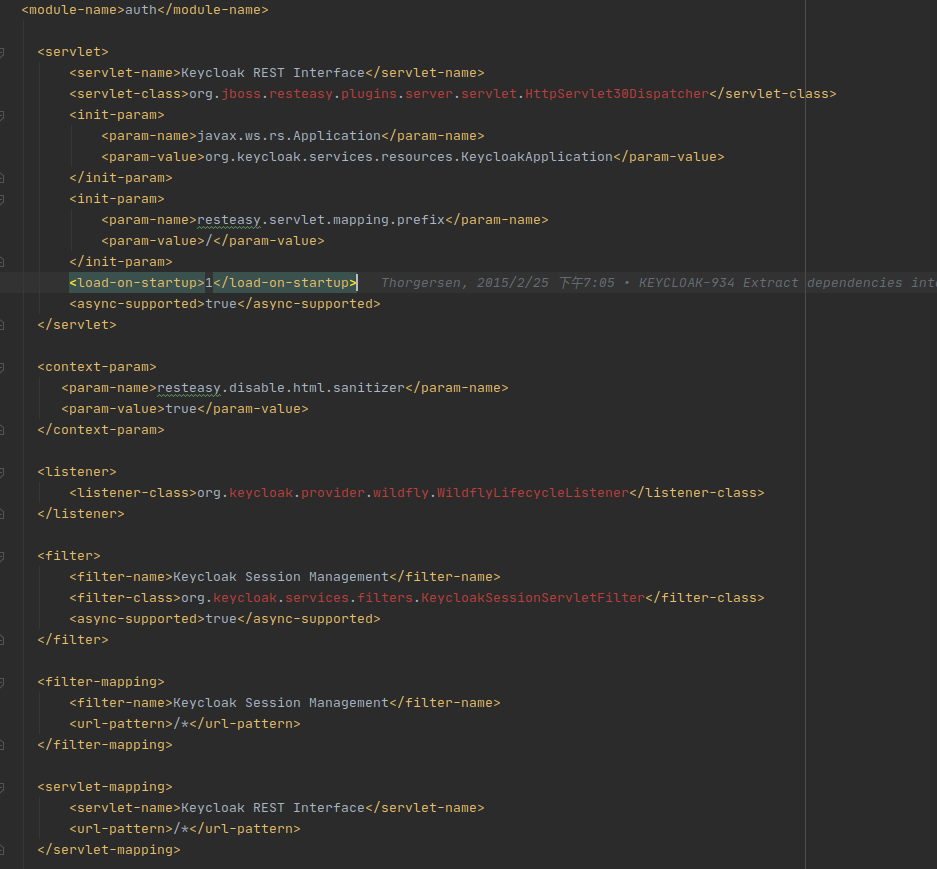 <module-name>auth</module-name>
<servlet>
<servlet-name>Keycloak REST Interface</servlet-name>
<servlet-class>org.jboss.resteasy.plugins.server.servlet.HttpServlet30Dispatcher</servlet-class>
<init-param>
<param-name>javax.ws.rs.Application</param-name>
<param-value>org.keycloak.services.resources.KeycloakApplication</param-value>
</init-param>
<init-param>
<param-name>resteasy.servlet.mapping.prefix</param-name>
<param-value>/</param-value>
</init-param>
<load-on-startup>1</load-on-startup> Thorgersen, 2015/2/25 下午7:05 • KEYCLOAK-934 Extract dependencies
<async-supported>true</async-supported>
</servlet>
<context-param>
<param-name>resteasy.disable.html.sanitizer</param-name>
<param-value>true</param-value>
</context-param>
<listener>
<listener-class>org.keycloak.provider.wildfly.WildflyLifecycleListener</listener-class>
</listener>
<filter>
<filter-name>Keycloak Session Management</filter-name>
<filter-class>org.keycloak.services.filters.KeycloakSessionServletFilter</filter-class>
<async-supported>true</async-supported>
</filter>
<filter-mapping>
<filter-name>Keycloak Session Management</filter-name>
<url-pattern>/*</url-pattern>
</filter-mapping>
<servlet-mapping>
<servlet-name>Keycloak REST Interface</servlet-name>
<url-pattern>/*</url-pattern>
</servlet-mapping>